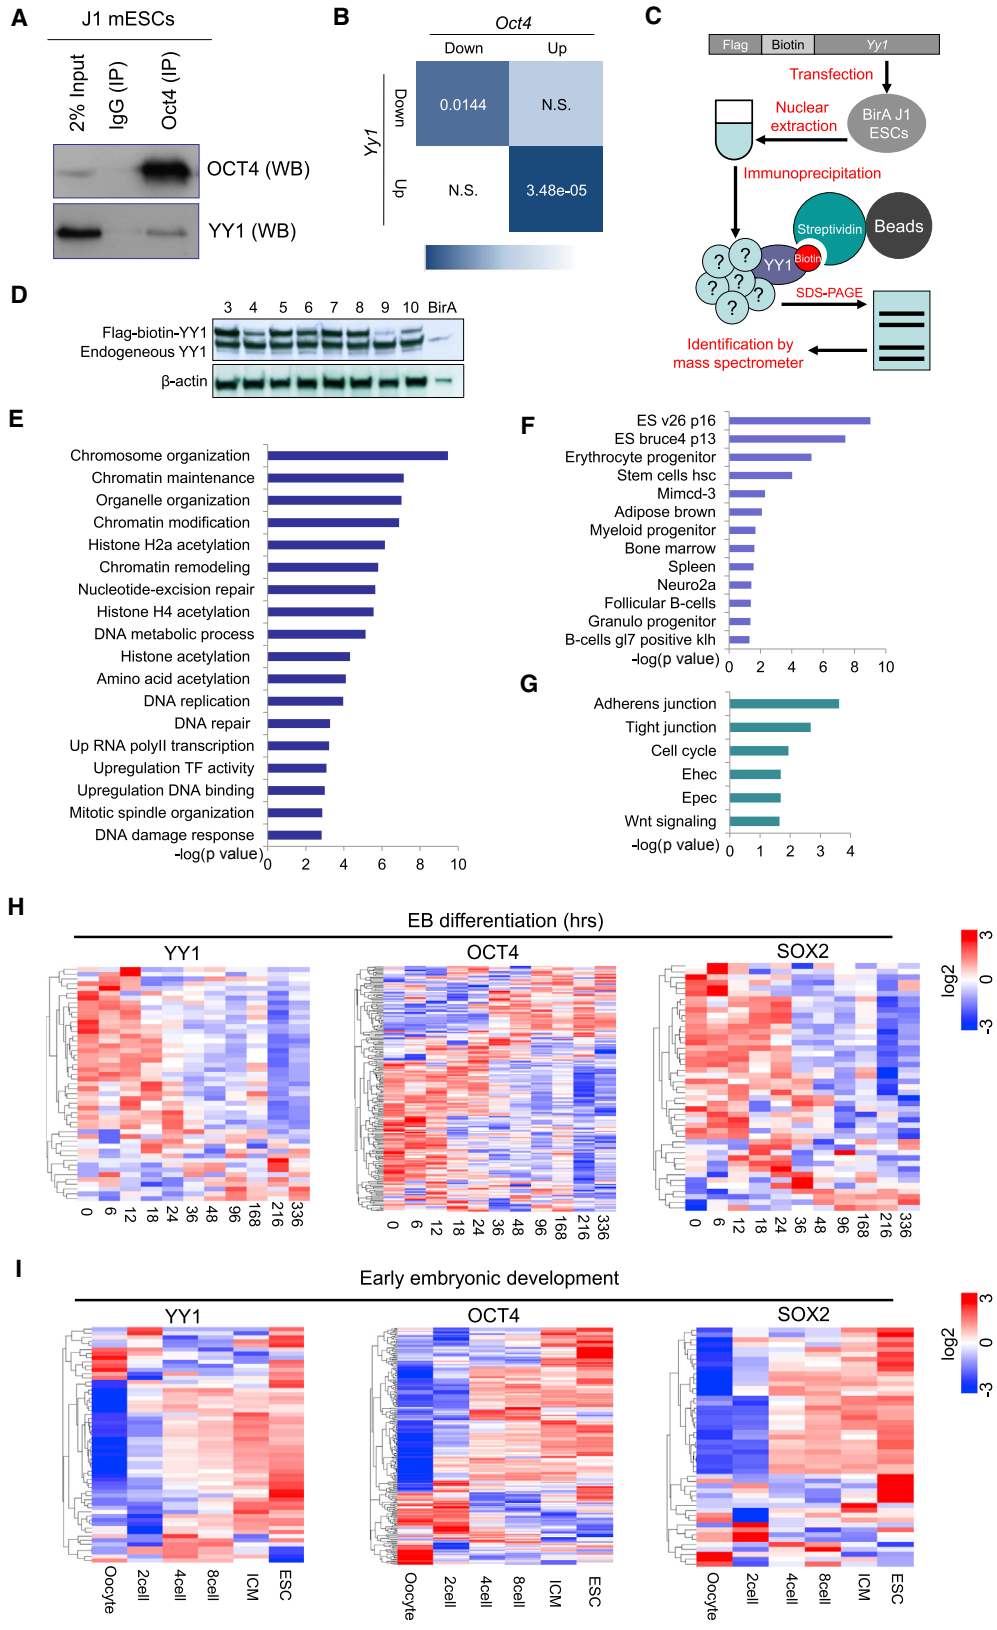 A
J1 mESCs
2% Input
IgG (IP)
Oct4 (IP)
OCT4 (WB)
YY1 (WB)
B
Oct4
Down Up
Yy1
Down
Up
0.0144 N.S.
N.S. 3.48e-05
C
Flag Biotin Yy1
Transfection
BirA J1
ESCs
Nuclear
extraction
Immunoprecipitation
Streptividin
Beads
Biotin
YY1
? ? ? ? ? ?
SDS-PAGE
Identification by
mass spectrometer
D
3 4 5 6 7 8 9 10 BirA
Flag-biotin-YY1
Endogeneous YY1
β-actin
E
Chromosome organization
Chromatin maintenance
Organelle organization
Chromatin modification
Histone H2a acetylation
Chromatin remodeling
Nucleotide-excision repair
Histone H4 acetylation
DNA metabolic process
Histone acetylation
Amino acid acetylation
DNA replication
DNA repair
Up RNA polyII transcription
Upregulation TF activity
Upregulation DNA binding
Mitotic spindle organization
DNA damage response
-log(p value)
0 2 4 6 8 10
F
ES v26 p16
ES bruce4 p13
Erythrocyte progenitor
Stem cells hsc
Mimcd-3
Adipose brown
Myeloid progenitor
Bone marrow
Spleen
Neuro2a
Follicular B-cells
Granulo progenitor
B-cells gl7 positive klh
-log(p value)
0 2 4 6 8 10
G
Adherens junction
Tight junction
Cell cycle
Ehec
Epec
Wnt signaling
-log(p value)
0 1 2 3 4
H
EB differentiation (hrs)
YY1 OCT4 SOX2
0 6 12 18 24 36 48 96 168 216 336
0 6 12 18 24 36 48 96 168 216 336
0 6 12 18 24 36 48 96 168 216 336
log2
3
0
-3
I
Early embryonic development
YY1 OCT4 SOX2
Oocyte 2cell 4cell 8cell ICM ESC
Oocyte 2cell 4cell 8cell ICM ESC
Oocyte 2cell 4cell 8cell ICM ESC
log2
3
0
-3